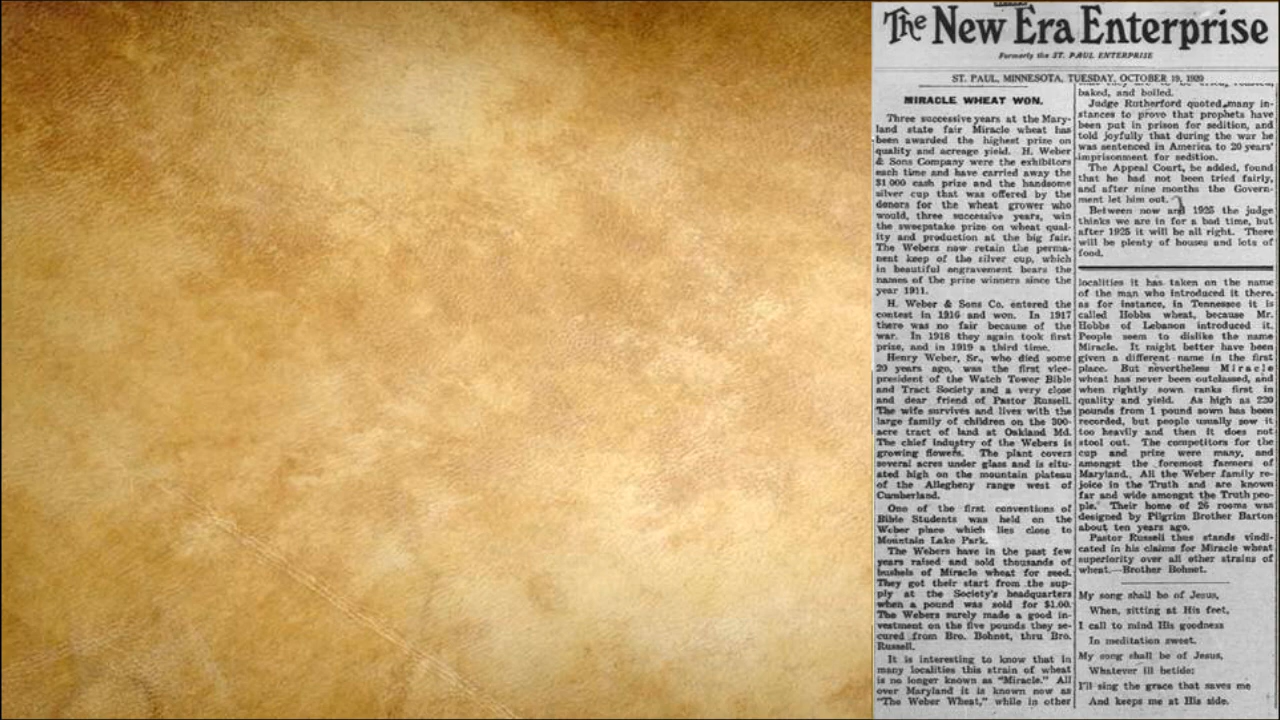 The New Era Enterprise
Formerly the ST. PAUL ENTERPRISE
ST. PAUL, MINNESOTA, TUESDAY, OCTOBER 19, 1920
MIRACLE WHEAT WON.
Three successive years at the Mary-
land state fair Miracle wheat has
been awarded the highest prize on
quality and acreage yield. H. Weber
& Sons Company were the exhibitors
each time and have carried away the
$1000 cash prize and the handsome
silver cup that was offered by the
donors for the wheat grower who
would, three successive years, win
the sweepstake prize on wheat qual-
ity and production at the big fair.
The Webers now retain the perma-
nent keep of the silver cup, which
in beautiful engravement bears the
names of the prize winners since the
year 1911.
H. Weber & Sons Co. entered the
contest in 1916 and won. In 1917
there was no fair because of the
war. In 1918 they again took first
prize, and in 1919 a third time.
Henry Weber, Sr., who died some
20 years ago, was the first vice-
president of the Watch Tower Bible
and Tract Society and a very close
and dear friend of Pastor Russell.
The wife survives and lives with the
large family of children on the 300-
acre tract of land at Oakland Md.
The chief industry of the Webers is
growing flowers. The plant covers
several acres under glass and is situ-
ated high on the mountain plateau
of the Allegheny range west of
Cumberland.
One of the first conventions of
Bible Students was held on the
Weber place which lies close to
Mountain Lake Park.
The Webers have in the past few
years raised and sold thousands of
bushels of Miracle wheat for seed.
They got their start from the sup-
ply at the Society's headquarters
when a pound was sold for $1.00.
The Webers surely made a good in-
vestment on the five pounds they se-
cured from Bro. Bohnet, thru Bro.
Russell.
It is interesting to know that in
many localities this strain of wheat
is no longer known as "Miracle." All
over Maryland it is known now as
"The Weber Wheat," while in other
baked, and boiled.
Judge Rutherford quoted many in-
stances to prove that prophets have
been put in prison for sedition, and
told joyfully that during the war he
was sentenced in America to 20 years'
imprisonment for sedition.
The Appeal Court, he added, found
that he had not been tried fairly,
and after nine months the Govern-
ment let him out.
Between now and 1925 the judge
thinks we are in for a bad time, but
after 1925 it will be all right. There
will be plenty of houses and lots of
food.
localities it has taken on the name
of the man who introduced it there,
as for instance, in Tennessee it is
called Hobbs wheat, because Mr.
Hobbs of Lebanon introduced it.
People seem to dislike the name
Miracle. It might better have been
given a different name in the first
place. But nevertheless Miracle
wheat has never been outclassed, and
when rightly sown ranks first in
quality and yield. As high as 220
pounds from 1 pound sown has been
recorded, but people usually sow it
too heavily and then it does not
stool out. The competitors for the
cup and prize were many, and
amongst the foremost farmers of
Maryland. All the Weber family re-
joice in the Truth and are known
far and wide amongst the Truth peo-
ple. Their home of 26 rooms was
designed by Pilgrim Brother Barton
about ten years ago.
Pastor Russell thus stands vindi-
cated in his claims for Miracle wheat
superiority over all other strains of
wheat.—Brother Bohnet.
My song shall be of Jesus,
When, sitting at His feet,
I call to mind His goodness
In meditation sweet.
My song shall be of Jesus,
Whatever ill betide;
I'll sing the grace that saves me
And keeps me at His side.